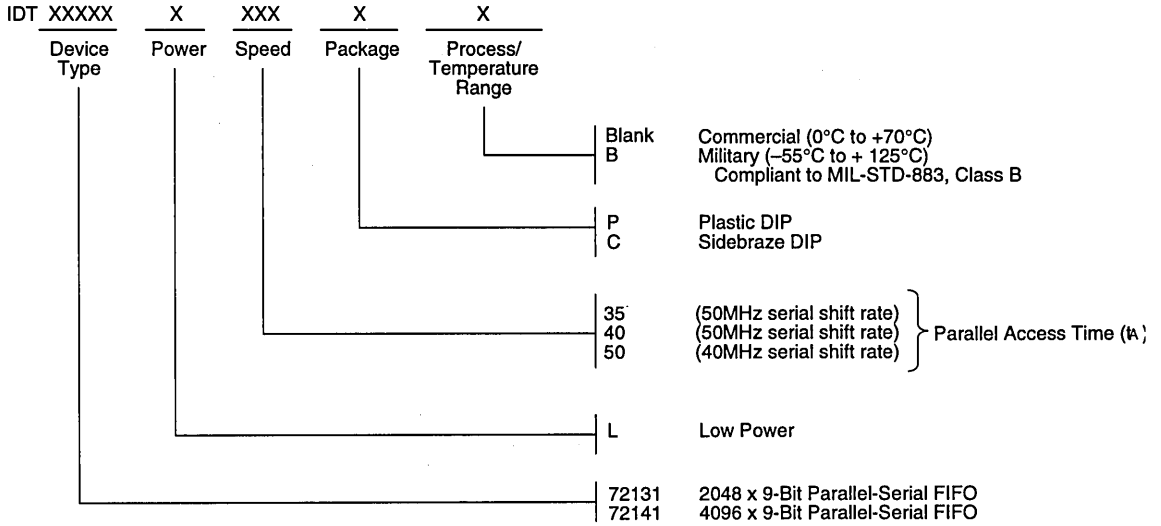 IDT XXXXX X XXX X X
Device Type Power Speed Package Process/ Temperature Range
Blank Commercial (0°C to +70°C)
B Military (–55°C to + 125°C)
Compliant to MIL-STD-883, Class B
P Plastic DIP
C Sidebraze DIP
35 (50MHz serial shift rate)
40 (50MHz serial shift rate)
50 (40MHz serial shift rate)
Parallel Access Time (tA)
L Low Power
72131 2048 x 9-Bit Parallel-Serial FIFO
72141 4096 x 9-Bit Parallel-Serial FIFO